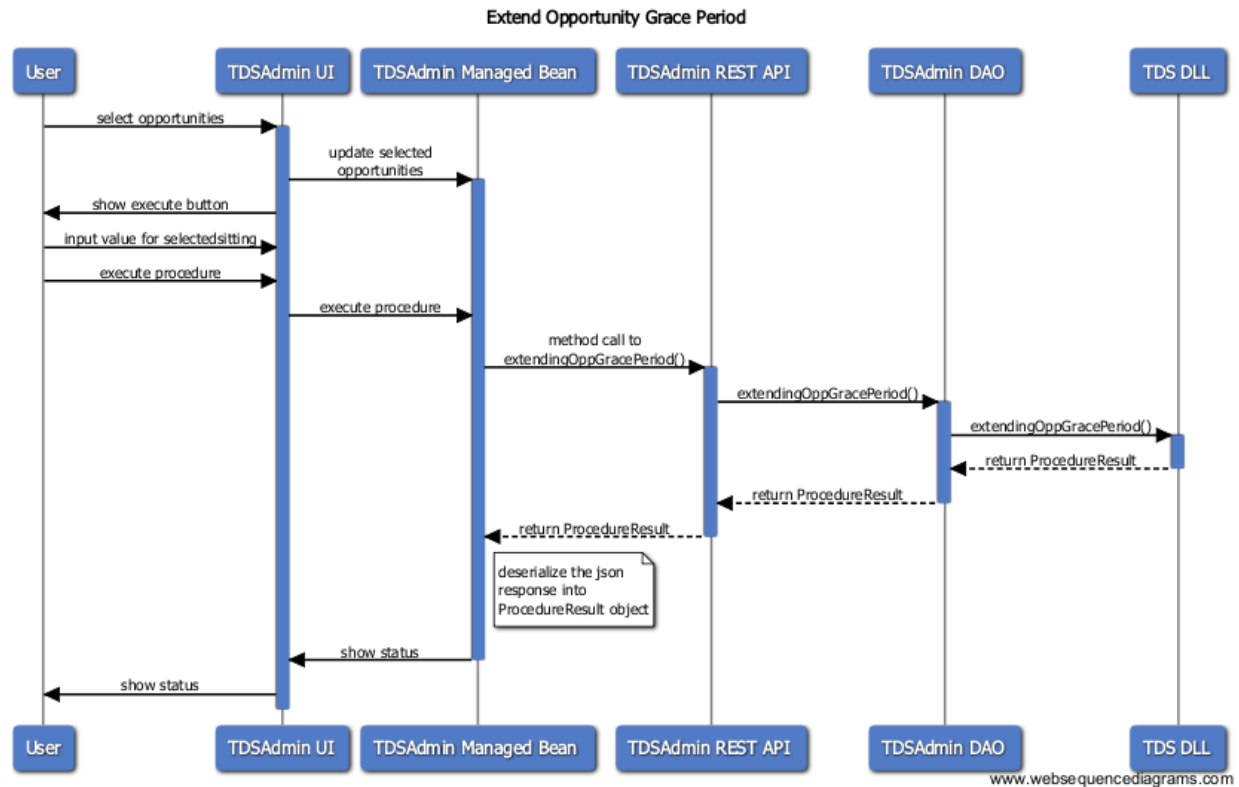 Extend Opportunity Grace Period
User
TDSAdmin UI
TDSAdmin Managed Bean
TDSAdmin REST API
TDSAdmin DAO
TDS DLL
select opportunities
update selected
opportunities
show execute button
input value for selectedsitting
execute procedure
execute procedure
method call to
extendingOppGracePeriod()
extendingOppGracePeriod()
extendingOppGracePeriod()
return ProcedureResult
return ProcedureResult
return ProcedureResult
deserialize the json
response into
ProcedureResult object
show status
show status
User
TDSAdmin UI
TDSAdmin Managed Bean
TDSAdmin REST API
TDSAdmin DAO
TDS DLL
www.websequencediagrams.com